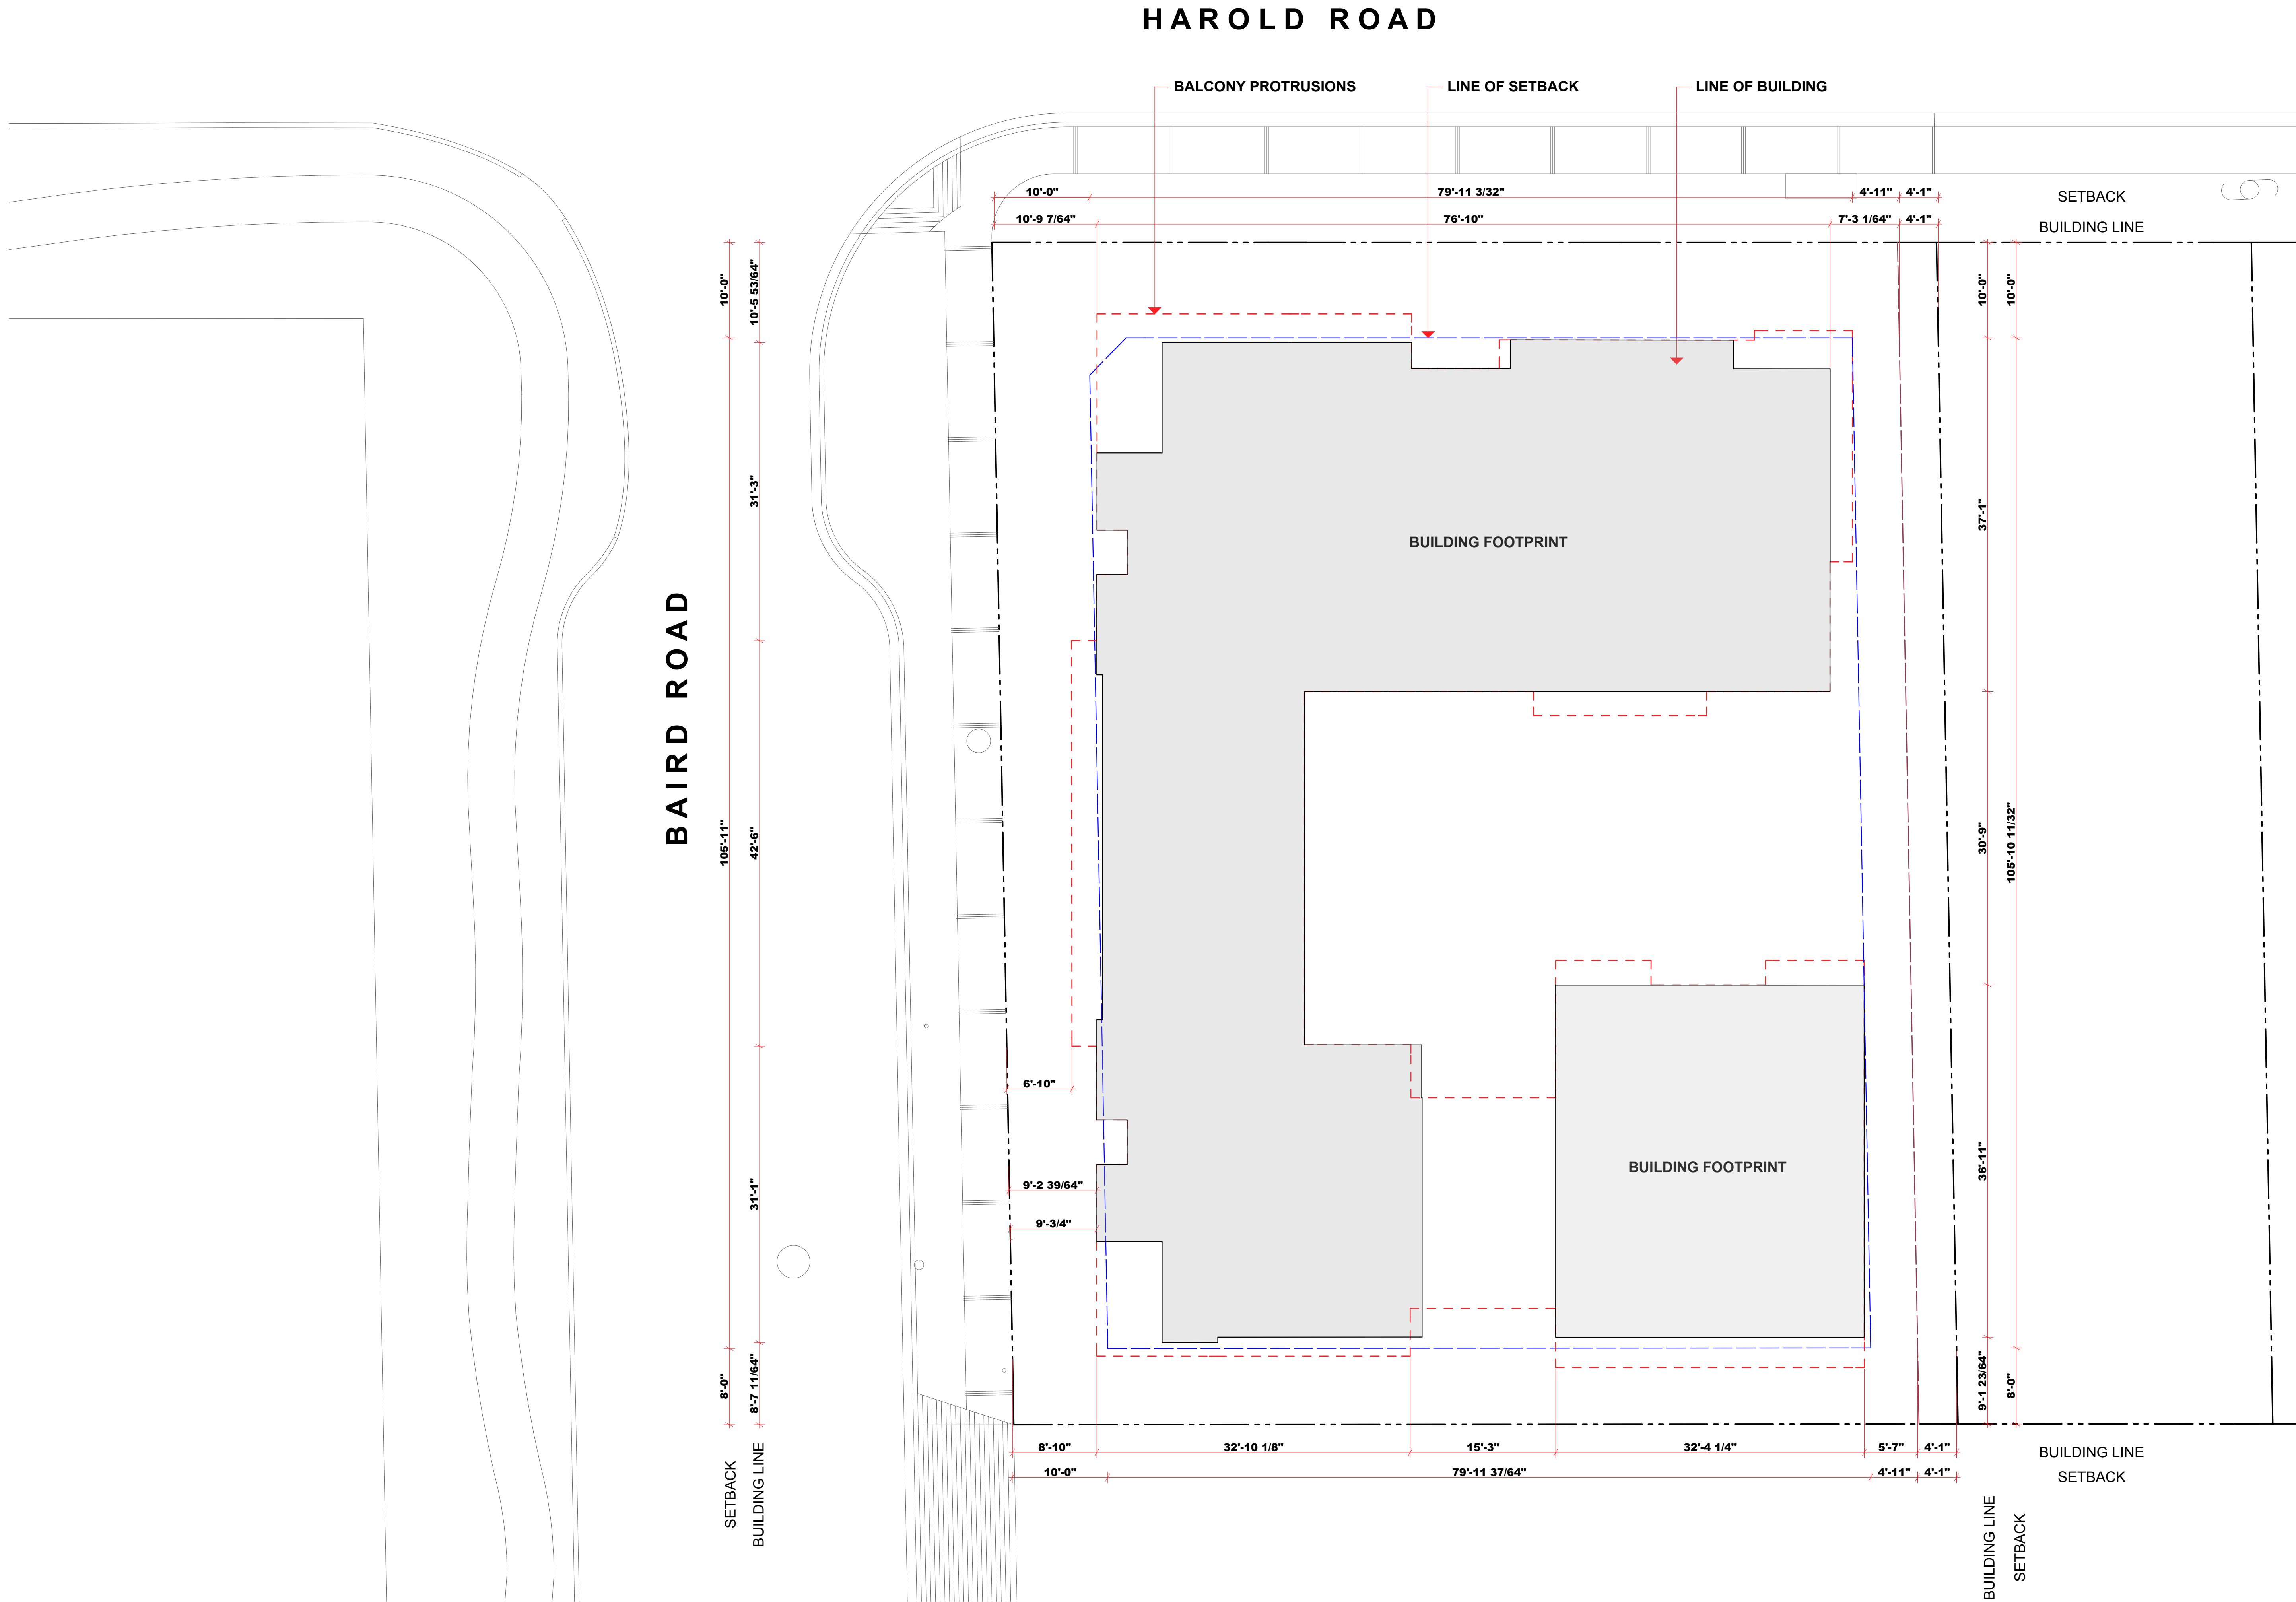 HAROLD ROAD
BALCONY PROTRUSIONS
LINE OF SETBACK
LINE OF BUILDING
10'-0"
79'-11 3/32"
4'-11"
4'-1"
SETBACK
10'-9 7/64"
76'-10"
7'-3 1/64"
4'-1"
BUILDING LINE
10'-0"
10'-5 53/64"
10'-0"
10'-0"
31'-3"
37'-1"
BUILDING FOOTPRINT
BAIRD ROAD
105'-11"
42'-6"
30'-9"
105'-10 11/32"
6'-10"
31'-1"
36'-11"
BUILDING FOOTPRINT
9'-2 39/64"
9'-3/4"
8'-0"
8'-7 11/64"
9'-1 23/64"
8'-0"
8'-10"
32'-10 1/8"
15'-3"
32'-4 1/4"
5'-7"
4'-1"
BUILDING LINE
10'-0"
79'-11 37/64"
4'-11"
4'-1"
SETBACK
SETBACK
BUILDING LINE
BUILDING LINE
SETBACK